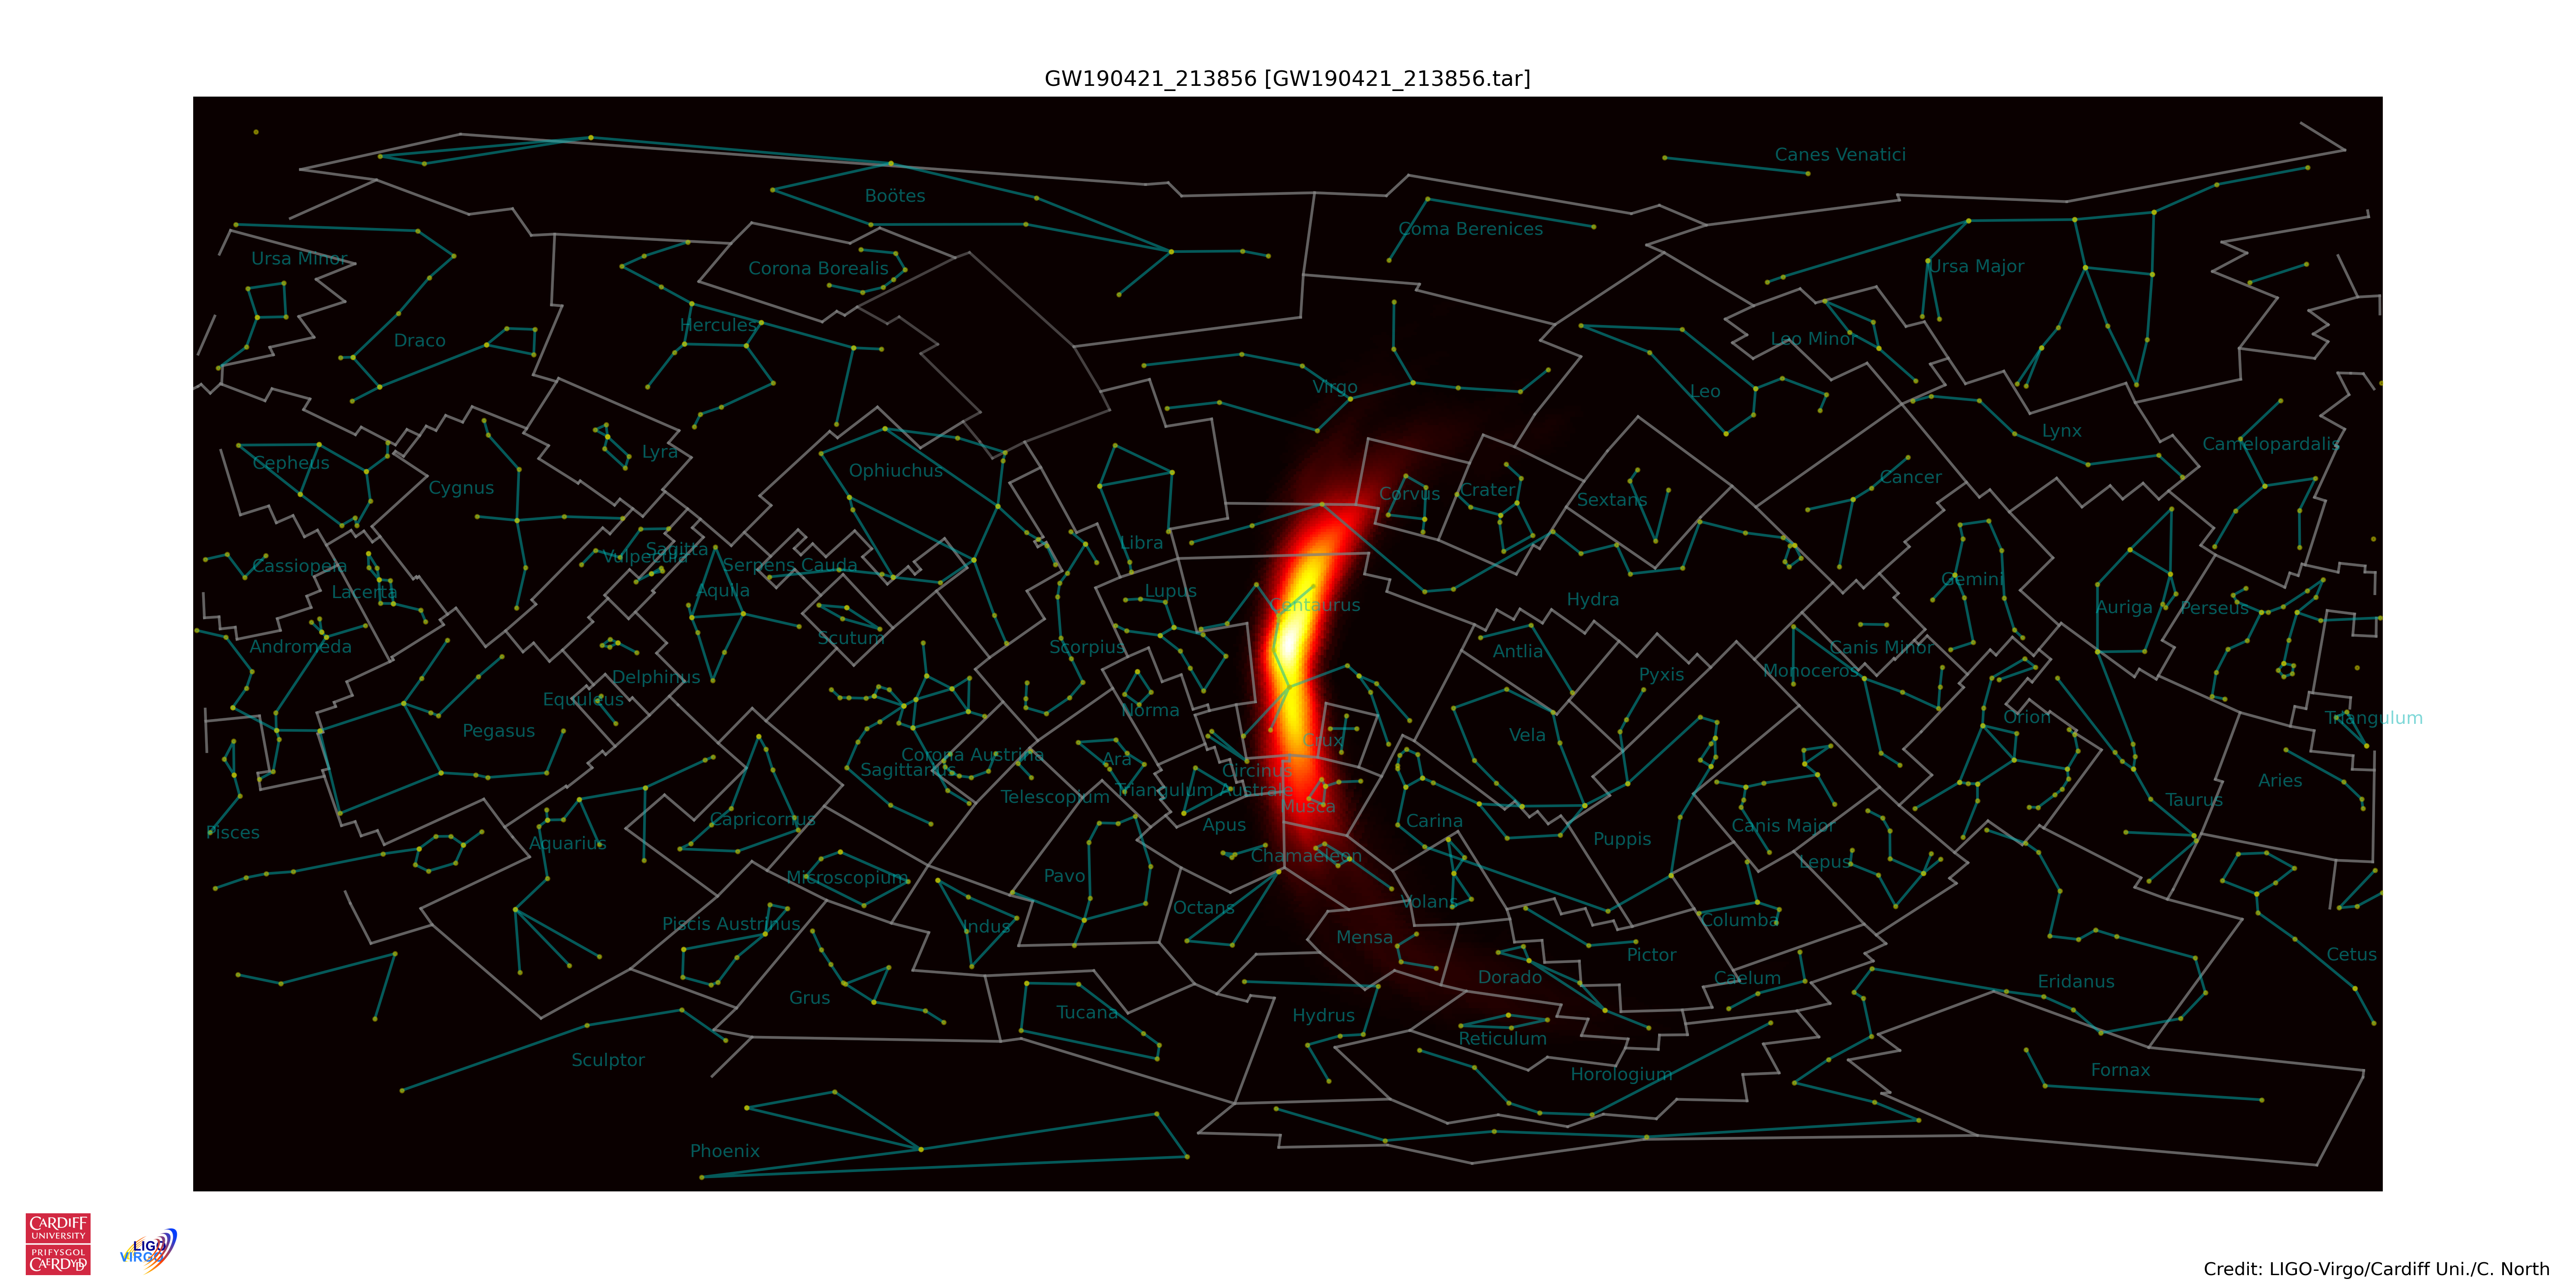 GW190421_213856 [GW190421_213856.tar]
Canes Venatici
Boötes
Coma Berenices
Ursa Minor
Corona Borealis
Ursa Major
Draco
Hercules
Leo Minor
Virgo
Leo
Lynx
Camelopardalis
Cepheus
Lyra
Ophiuchus
Cygnus
Corvus
Crater
Sextans
Cancer
Cassiopeia
Vulpecula
Sagitta
Serpens Cauda
Libra
Lacerta
Aquila
Lupus
Centaurus
Hydra
Gemini
Auriga
Perseus
Andromeda
Scutum
Scorpius
Antlia
Canis Minor
Delphinus
Pyxis
Monoceros
Equuleus
Norma
Orion
Triangulum
Pegasus
Corona Austrina
Ara
Crux
Vela
Sagittarius
Circinus
Aries
Telescopium
Triangulum Australe
Musca
Taurus
Pisces
Capricornus
Apus
Carina
Canis Major
Aquarius
Puppis
Chamaeleon
Lepus
Microscopium
Pavo
Octans
Volans
Piscis Austrinus
Indus
Columba
Mensa
Pictor
Cetus
Grus
Dorado
Caelum
Eridanus
Tucana
Hydrus
Reticulum
Sculptor
Horologium
Fornax
Phoenix
CARDIFF
UNIVERSITY
PRIFYSGOL
CAERDYDD
LIGO
VIRGO
Credit: LIGO-Virgo/Cardiff Uni./C. North